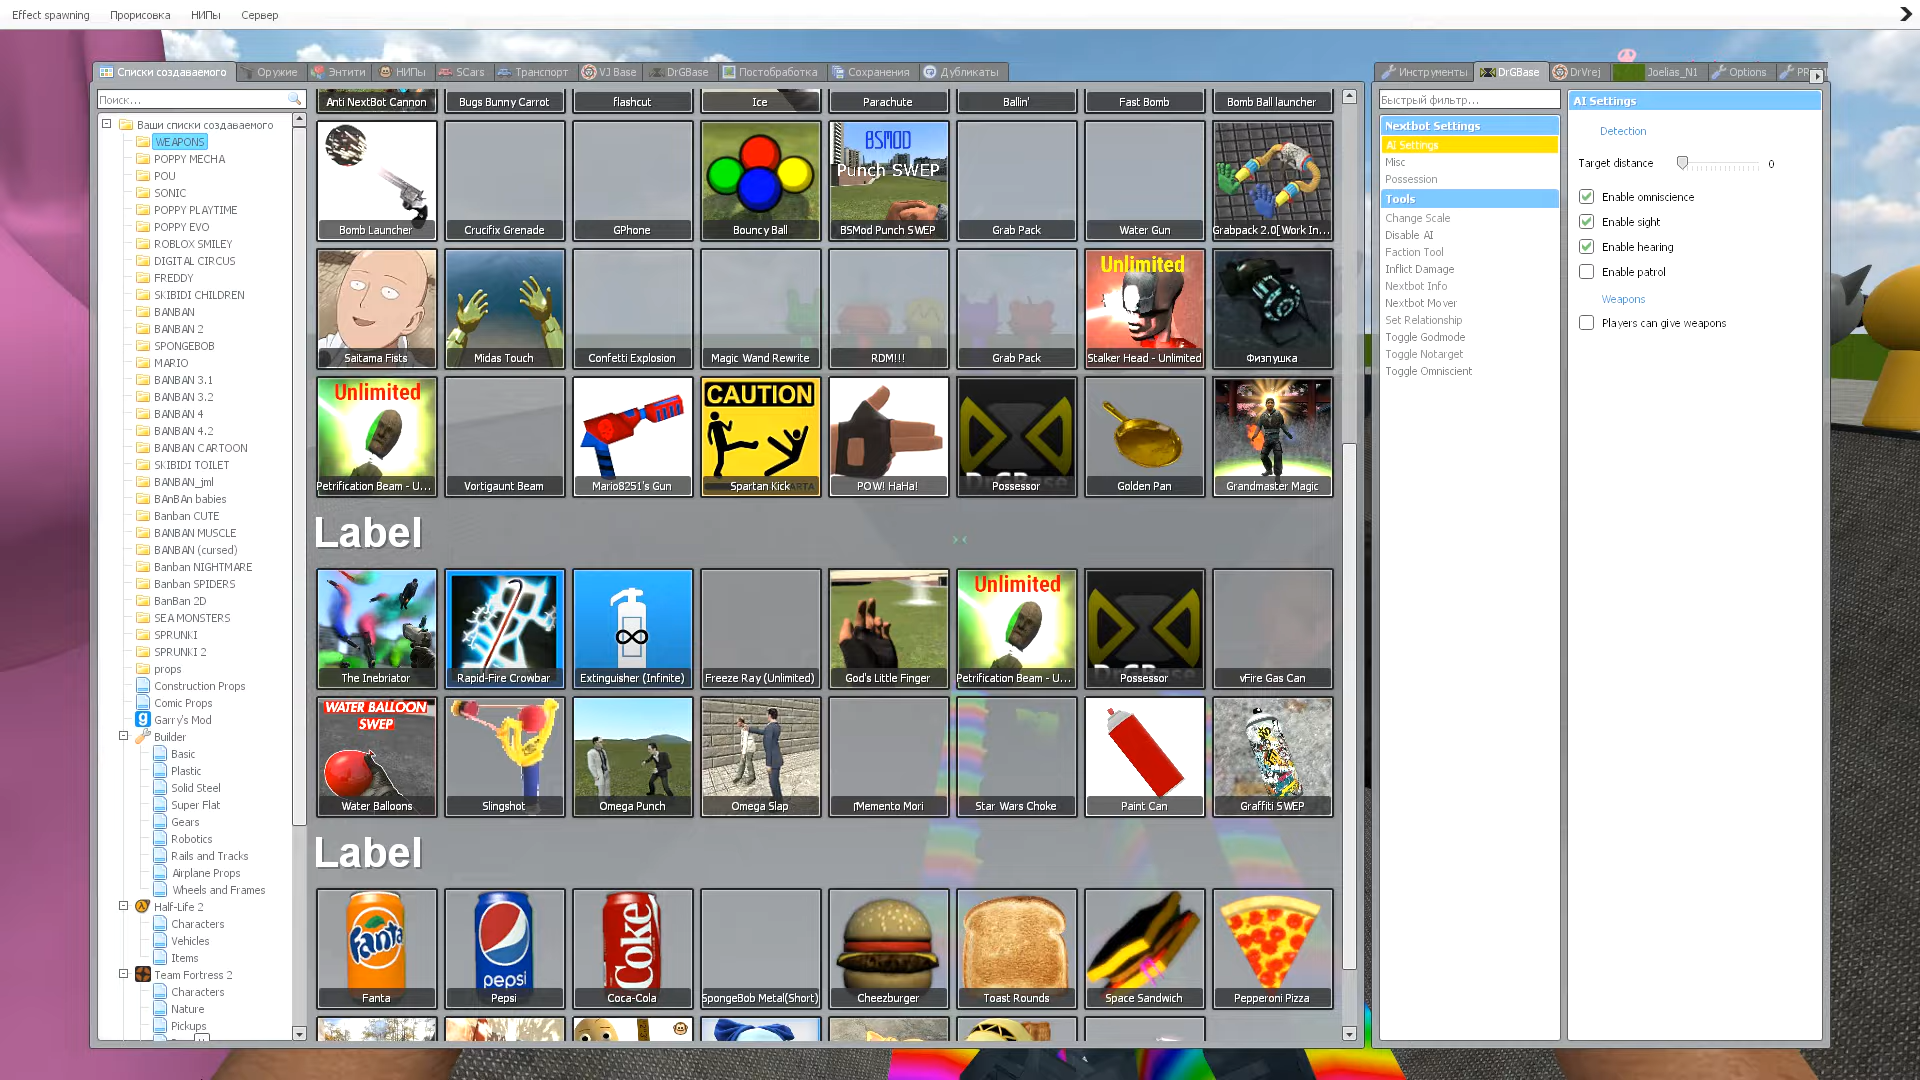 Effect spawning Прорисовка НИПы Сервер
Списки создаваемого Оружие Энтити НИПы SCars Транспорт VJ Base DrGBase Постобработка Сохранения Дубликаты
Поиск...
Ваши списки создаваемого
WEAPONS
POPPY MECHA
POU
SONIC
POPPY PLAYTIME
POPPY EVO
ROBLOX SMILEY
DIGITAL CIRCUS
FREDDY
SKIBIDI CHILDREN
BANBAN
BANBAN 2
SPONGEBOB
MARIO
BANBAN 3.1
BANBAN 3.2
BANBAN 4
BANBAN 4.2
BANBAN CARTOON
SKIBIDI TOILET
BANBAN_jml
BAnBAn babies
Banban CUTE
BANBAN MUSCLE
BANBAN (cursed)
Banban NIGHTMARE
Banban SPIDERS
BanBan 2D
SEA MONSTERS
SPRUNKI
SPRUNKI 2
props
Construction Props
Comic Props
Garry's Mod
Builder
Basic
Plastic
Solid Steel
Super Flat
Gears
Robotics
Rails and Tracks
Airplane Props
Wheels and Frames
Half-Life 2
Characters
Vehicles
Items
Team Fortress 2
Characters
Nature
Pickups
Anti NextBot Cannon Bugs Bunny Carrot flashcut Ice Parachute Ballin' Fast Bomb Bomb Ball launcher
BSMOD
Punch SWEP
Bomb Launcher Crucifix Grenade GPhone Bouncy Ball BSMod Punch SWEP Grab Pack Water Gun Grabpack 2.0[Work In...
Unlimited
Saitama Fists Midas Touch Confetti Explosion Magic Wand Rewrite RDM!!! Grab Pack Stalker Head - Unlimited Физпушка
Unlimited
CAUTION
Petrification Beam - U... Vortigaunt Beam Mario8251's Gun Spartan Kick POW! HaHa! Possessor Golden Pan Grandmaster Magic
Label
Unlimited
The Inebriator Rapid-Fire Crowbar Extinguisher (Infinite) Freeze Ray (Unlimited) God's Little Finger Petrification Beam - U... Possessor vFire Gas Can
WATER BALLOON
SWEP
Water Balloons Slingshot Omega Punch Omega Slap Memento Mori Star Wars Choke Paint Can Graffiti SWEP
Label
Fanta
pepsi
Coke
Fanta Pepsi Coca-Cola SpongeBob Metal(Short) Cheezburger Toast Rounds Space Sandwich Pepperoni Pizza
Инструменты DrGBase DrVrej Joelias_N1 Options
Быстрый фильтр...
Nextbot Settings
AI Settings
Misc
Possession
Tools
Change Scale
Disable AI
Faction Tool
Inflict Damage
Nextbot Info
Nextbot Mover
Set Relationship
Toggle Godmode
Toggle Notarget
Toggle Omniscient
AI Settings
Detection
Target distance 0
Enable omniscience
Enable sight
Enable hearing
Enable patrol
Weapons
Players can give weapons